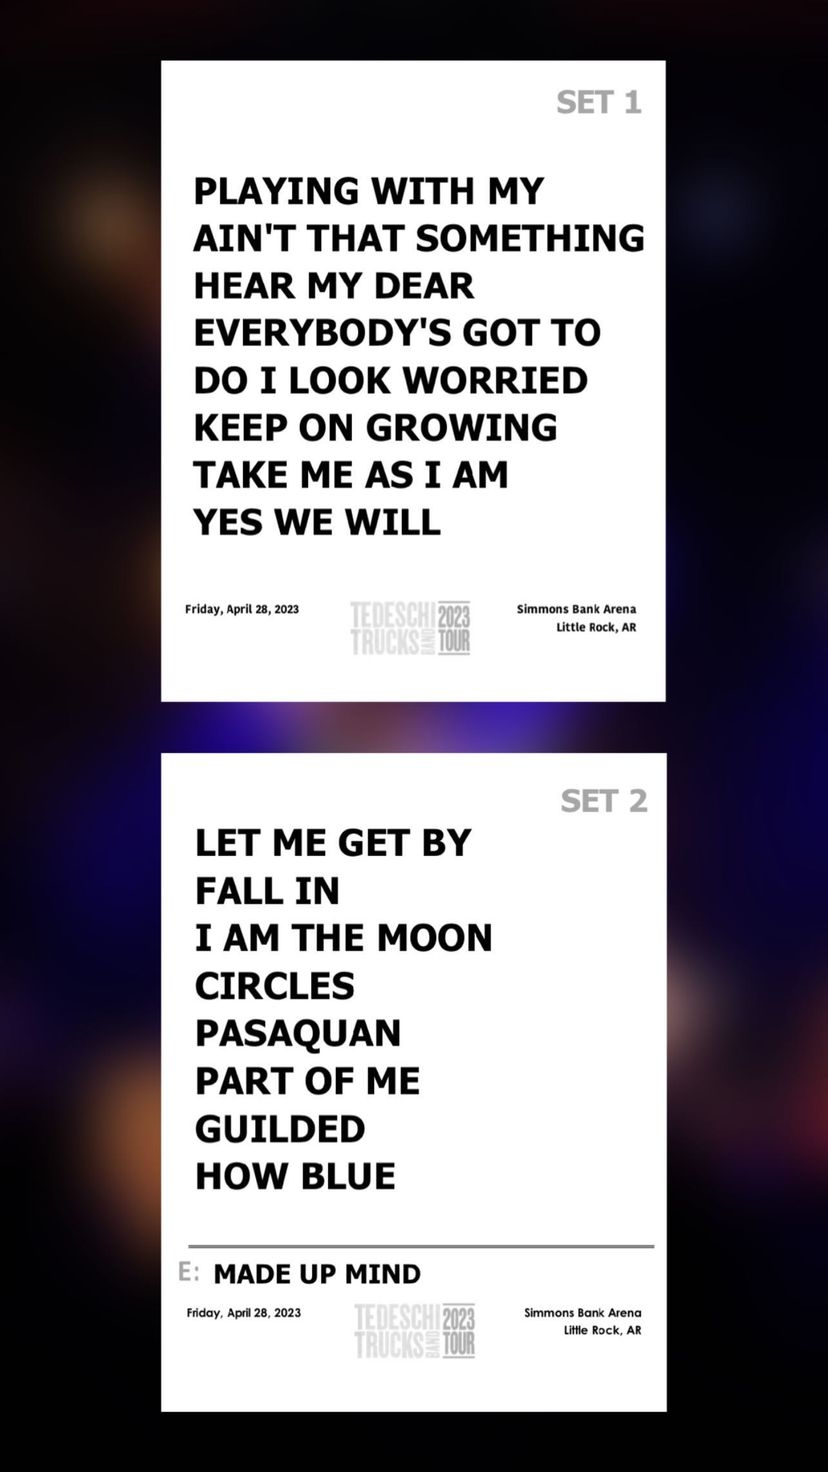 SET 1
PLAYING WITH MY
AIN'T THAT SOMETHING
HEAR MY DEAR
EVERYBODY'S GOT TO
DO I LOOK WORRIED
KEEP ON GROWING
TAKE ME AS I AM
YES WE WILL
Friday, April 28, 2023
TEDESCHI TRUCKS BAND 2023 TOUR
Simmons Bank Arena
Little Rock, AR
SET 2
LET ME GET BY
FALL IN
I AM THE MOON
CIRCLES
PASAQUAN
PART OF ME
GUILDED
HOW BLUE
E: MADE UP MIND
Friday, April 28, 2023
TEDESCHI TRUCKS BAND 2023 TOUR
Simmons Bank Arena
Little Rock, AR